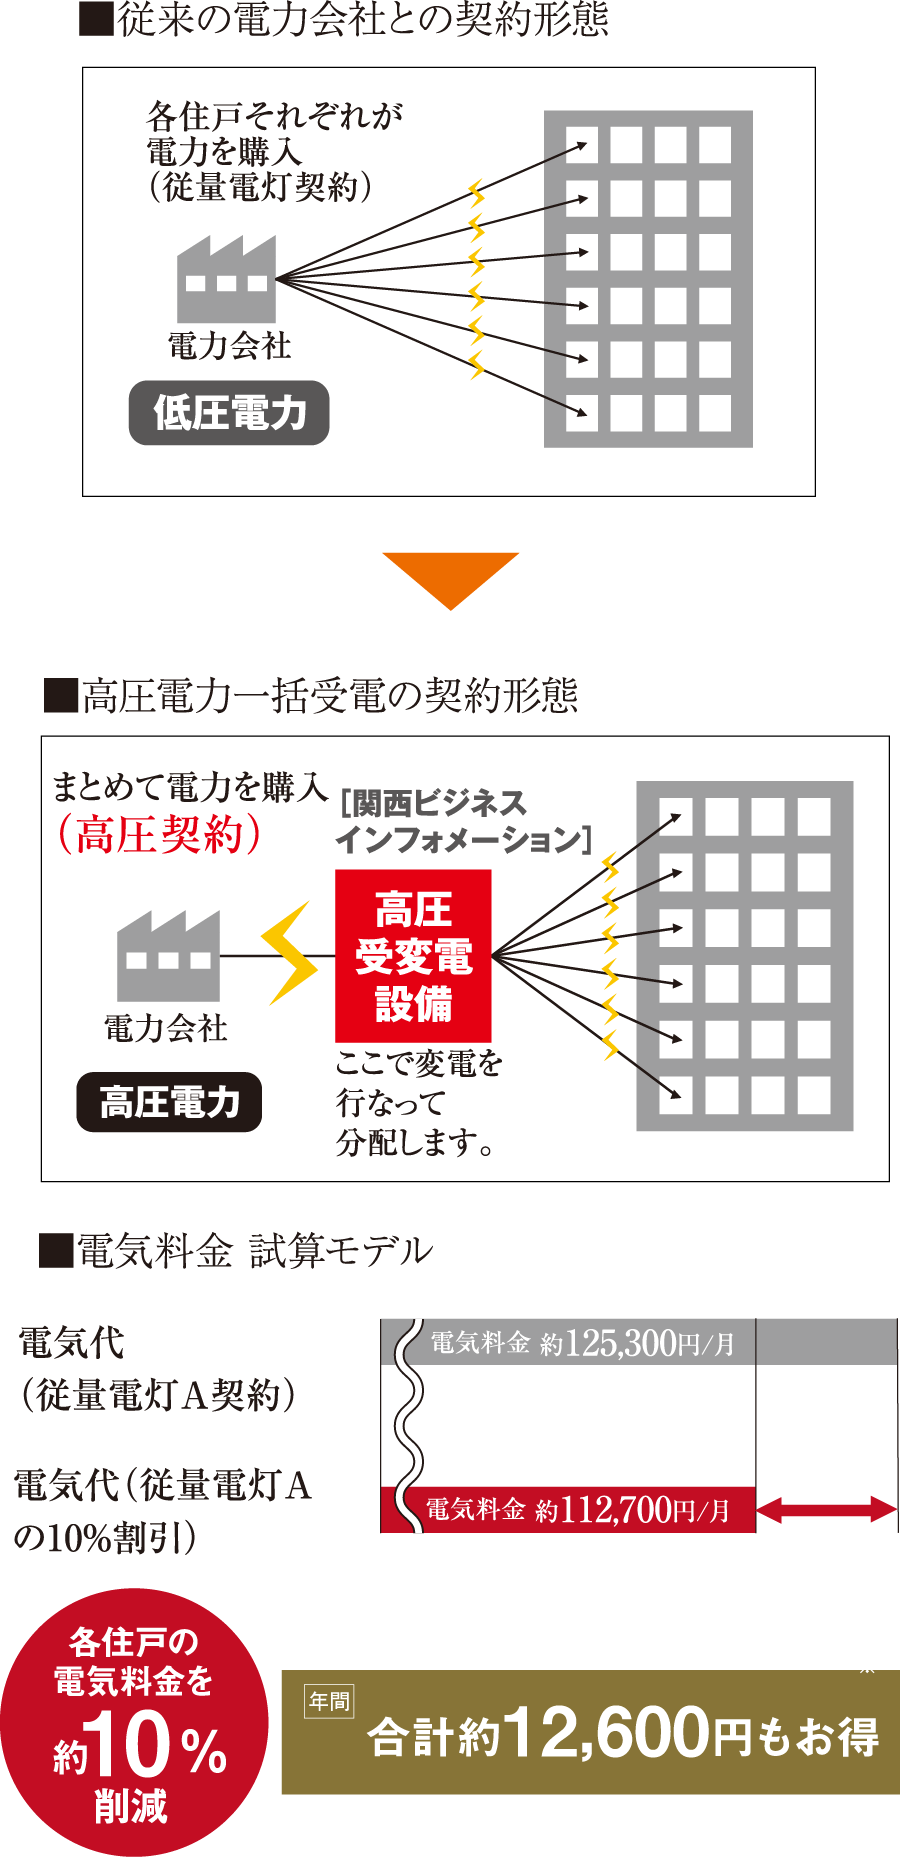 ■従来の電力会社との契約形態
各住戸それぞれが
電力を購入
（従量電灯契約）
電力会社
低圧電力
■高圧電力一括受電の契約形態
まとめて電力を購入
（高圧契約）
［関西ビジネス
インフォメーション］
高圧
受変電
設備
電力会社
高圧電力
ここで変電を
行なって
分配します。
■電気料金 試算モデル
電気代
（従量電灯A契約）
電気料金 約125,300円/月
電気代（従量電灯A
の10%割引）
電気料金 約112,700円/月
各住戸の
電気料金を
約10%
削減
年間
※
合計約12,600円もお得